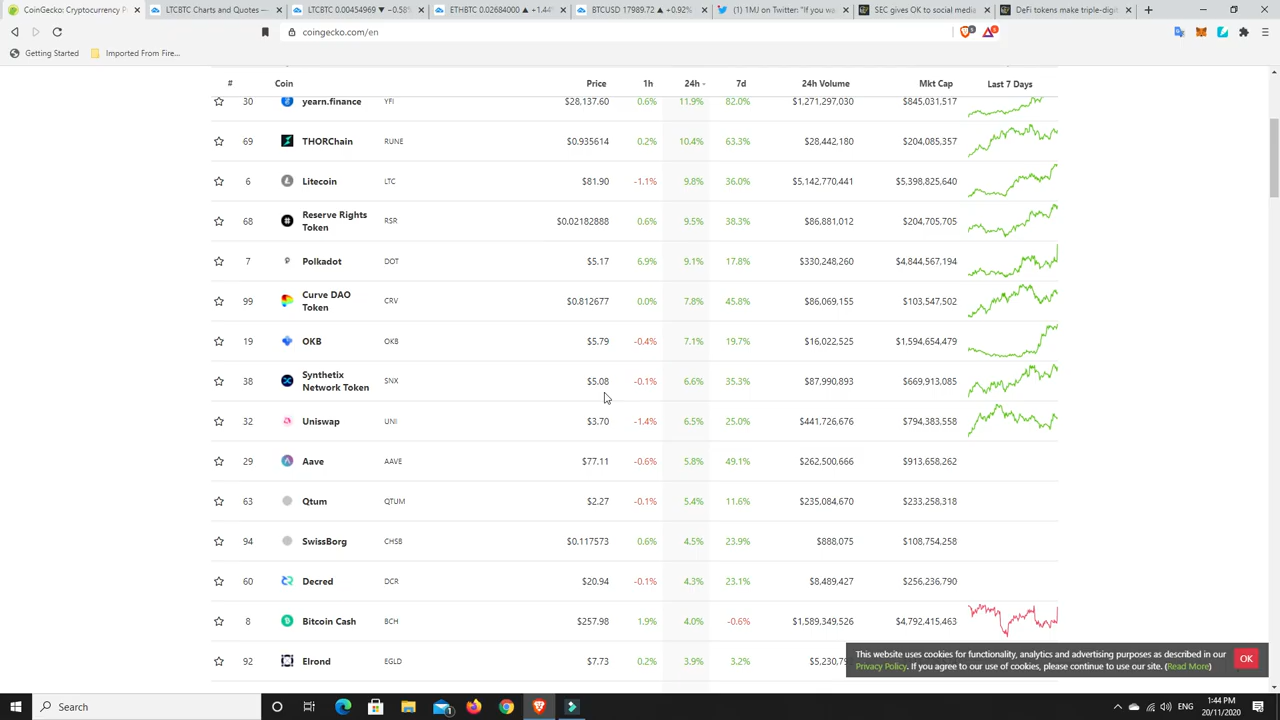 CoinGecko: Cryptocurrency P
LTCBTC Charts and Quotes —
LTCBTC 0.00454969 ▼ −0.58%
ETHBTC 0.02684000 ▲ +1.44%
BTCUSD 17989.72 ▲ +0.92%
(1) 1MJ on Twitter: "If you wa
SEC gives OK to social media
DeFi tokens make triple-digit
coingecko.com/en
Getting Started
Imported From Fire...
# Coin Price 1h 24h 7d 24h Volume Mkt Cap Last 7 Days
30 yearn.finance YFI $28,137.60 0.6% 11.9% 82.0% $1,271,297,030 $845,031,517
69 THORChain RUNE $0.935614 0.2% 10.4% 63.3% $28,442,180 $204,085,357
6 Litecoin LTC $81.90 -1.1% 9.8% 36.0% $5,142,770,441 $5,398,825,640
68 Reserve Rights Token RSR $0.02182888 0.6% 9.5% 38.3% $86,881,012 $204,705,705
7 Polkadot DOT $5.17 6.9% 9.1% 17.8% $330,248,260 $4,844,567,194
99 Curve DAO Token CRV $0.812677 0.0% 7.8% 45.8% $86,069,155 $103,547,502
19 OKB OKB $5.79 -0.4% 7.1% 19.7% $16,022,525 $1,594,654,479
38 Synthetix Network Token SNX $5.08 -0.1% 6.6% 35.3% $87,990,893 $669,913,085
32 Uniswap UNI $3.70 -1.4% 6.5% 25.0% $441,726,676 $794,383,558
29 Aave AAVE $77.11 -0.6% 5.8% 49.1% $262,500,666 $913,658,262
63 Qtum QTUM $2.27 -0.1% 5.4% 11.6% $235,084,670 $233,258,318
94 SwissBorg CHSB $0.117573 0.6% 4.5% 23.9% $888,075 $108,754,258
60 Decred DCR $20.94 -0.1% 4.3% 23.1% $8,489,427 $256,236,790
8 Bitcoin Cash BCH $257.98 1.9% 4.0% -0.6% $1,589,349,526 $4,792,415,463
92 Elrond EGLD $7.73 0.2% 3.9% 3.2% $5,230,7
This website uses cookies for functionality, analytics and advertising purposes as described in our
Privacy Policy. If you agree to our use of cookies, please continue to use our site. (Read More)
OK
Search
ENG
1:44 PM
20/11/2020